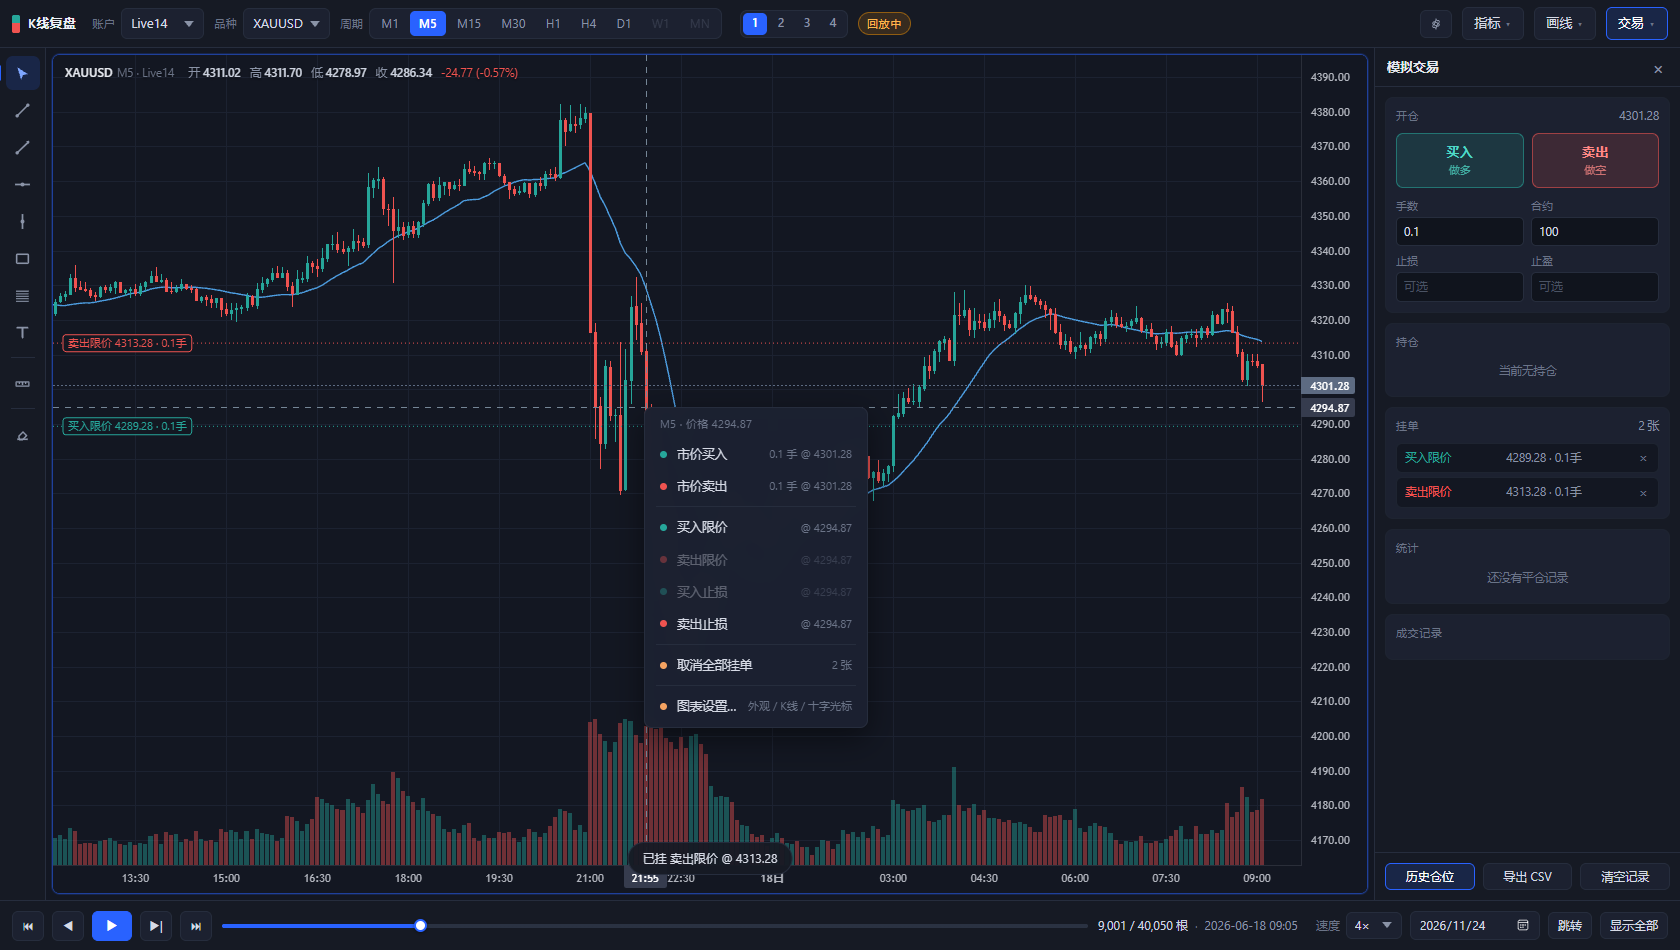 K线复盘 账户 Live14 品种 XAUUSD 周期 M1 M5 M15 M30 H1 H4 D1 W1 MN 1 2 3 4 回放中 指标 画线 交易
XAUUSD M5 · Live14 开 4311.02 高 4311.70 低 4278.97 收 4286.34 -24.77 (-0.57%)
4390.00
4380.00
4370.00
4360.00
4350.00
4340.00
4330.00
4320.00
4310.00
4301.28
4294.87
4290.00
4280.00
4270.00
4260.00
4250.00
4240.00
4230.00
4220.00
4210.00
4200.00
4190.00
4180.00
4170.00
卖出限价 4313.28 · 0.1手
买入限价 4289.28 · 0.1手
M5 · 价格 4294.87
市价买入 0.1 手 @ 4301.28
市价卖出 0.1 手 @ 4301.28
买入限价 @ 4294.87
卖出限价 @ 4294.87
买入止损 @ 4294.87
卖出止损 @ 4294.87
取消全部挂单 2 张
图表设置... 外观 / K线 / 十字光标
已挂 卖出限价 @ 4313.28
13:30 15:00 16:30 18:00 19:30 21:00 21:55 22:30 18日 03:00 04:30 06:00 07:30 09:00
模拟交易 ×
开仓 4301.28
买入 卖出
做多 做空
手数 合约
0.1 100
止损 止盈
可选 可选
持仓
当前无持仓
挂单 2 张
买入限价 4289.28 · 0.1手 ×
卖出限价 4313.28 · 0.1手 ×
统计
还没有平仓记录
成交记录
历史仓位 导出 CSV 清空记录
9,001 / 40,050 根 · 2026-06-18 09:05 速度 4× 2026/11/24 跳转 显示全部